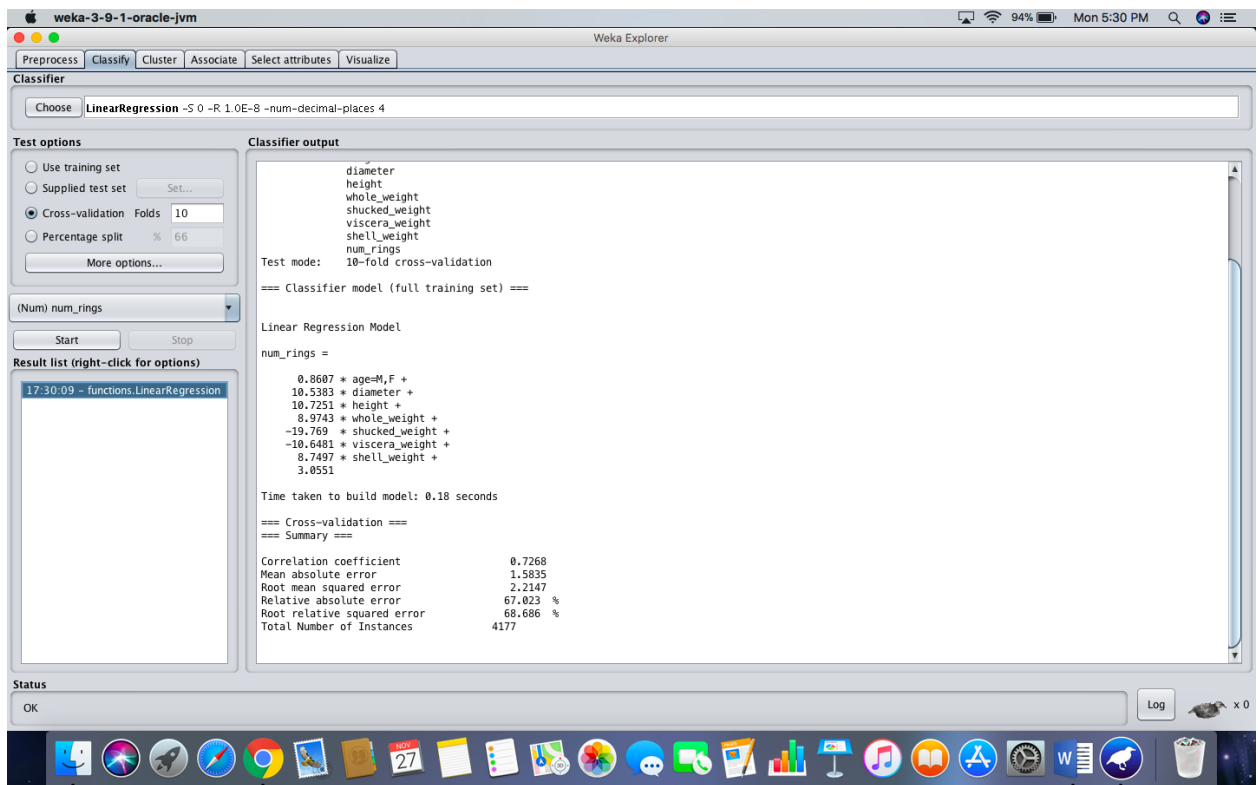 weka-3-9-1-oracle-jvm 94% Mon 5:30 PM
Weka Explorer
Preprocess Classify Cluster Associate Select attributes Visualize
Classifier
Choose LinearRegression -S 0 -R 1.0E-8 -num-decimal-places 4
Test options
Use training set
Supplied test set Set...
Cross-validation Folds 10
Percentage split % 66
More options...
(Num) num_rings
Start Stop
Result list (right-click for options)
17:30:09 - functions.LinearRegression
Classifier output
diameter
height
whole_weight
shucked_weight
viscera_weight
shell_weight
num_rings
Test mode: 10-fold cross-validation
=== Classifier model (full training set) ===
Linear Regression Model
num_rings =
0.8607 * age=M,F +
10.5383 * diameter +
10.7251 * height +
8.9743 * whole_weight +
-19.769 * shucked_weight +
-10.6481 * viscera_weight +
8.7497 * shell_weight +
3.0551
Time taken to build model: 0.18 seconds
=== Cross-validation ===
=== Summary ===
Correlation coefficient 0.7268
Mean absolute error 1.5835
Root mean squared error 2.2147
Relative absolute error 67.023 %
Root relative squared error 68.686 %
Total Number of Instances 4177
Status
OK
Log x 0
NOV
27
W